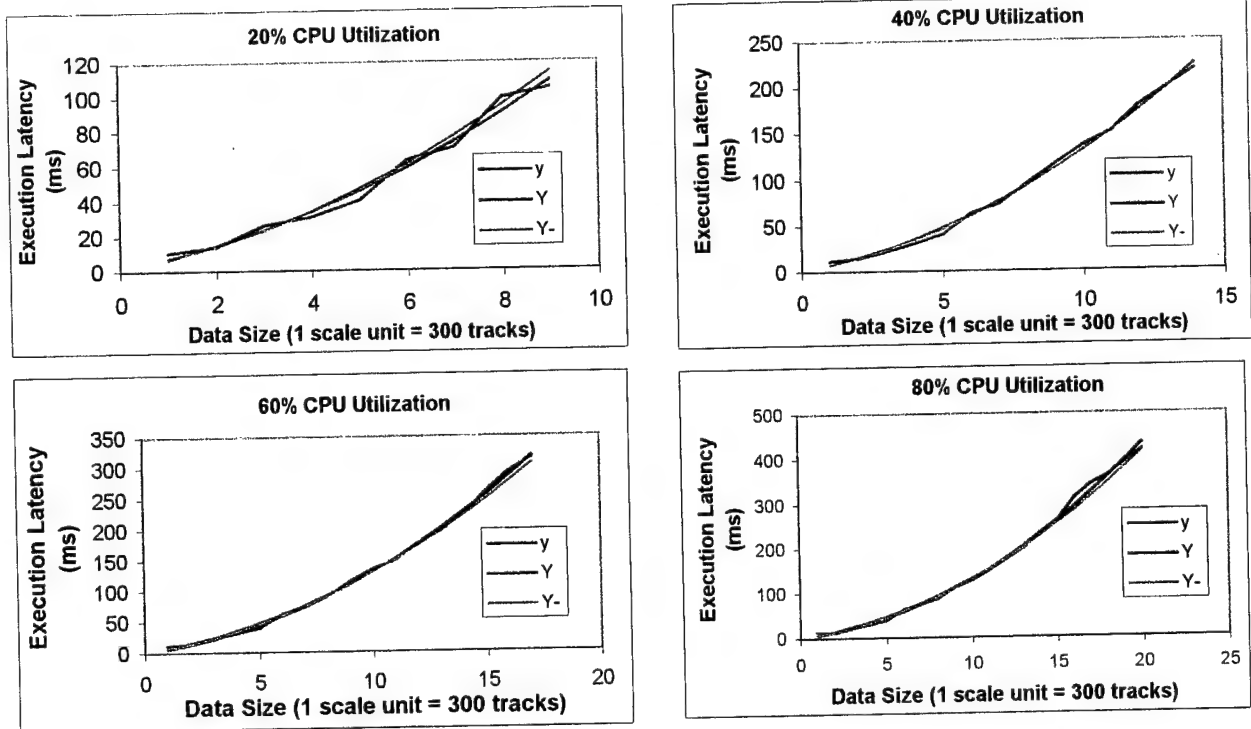 20% CPU Utilization
Execution Latency
(ms)
120
100
80
60
40
20
0
0 2 4 6 8 10
y
Y
Y-
Data Size (1 scale unit = 300 tracks)
40% CPU Utilization
Execution Latency
(ms)
250
200
150
100
50
0
0 5 10 15
y
Y
Y-
Data Size (1 scale unit = 300 tracks)
60% CPU Utilization
Execution Latency
(ms)
350
300
250
200
150
100
50
0
0 5 10 15 20
y
Y
Y-
Data Size (1 scale unit = 300 tracks)
80% CPU Utilization
Execution Latency
(ms)
500
400
300
200
100
0
0 5 10 15 20 25
y
Y
Y-
Data Size (1 scale unit = 300 tracks)